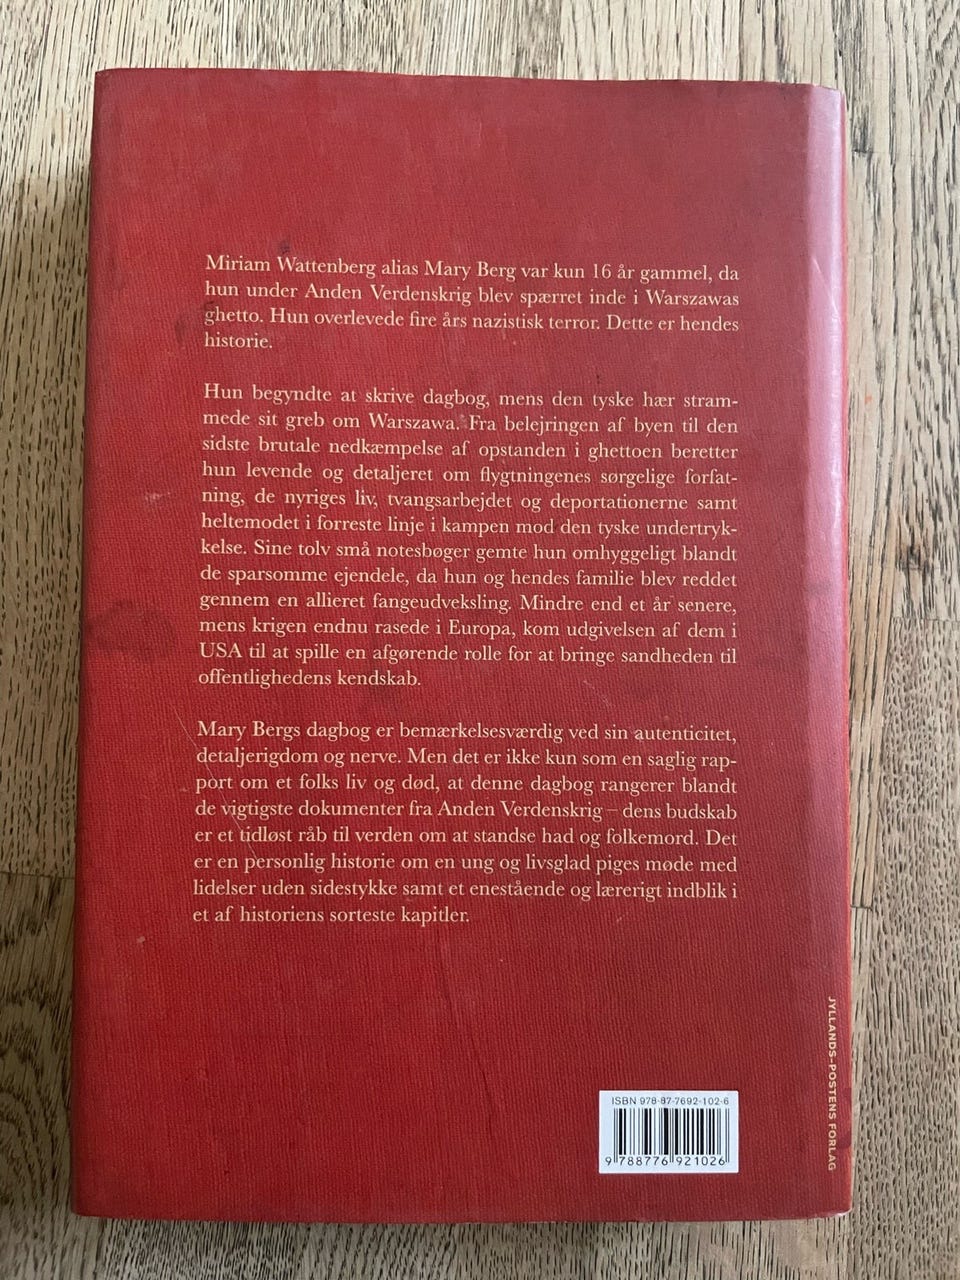 Miriam Wattenberg alias Mary Berg var kun 16 år gammel, da
hun under Anden Verdenskrig blev spærret inde i Warszawas
ghetto. Hun overlevede fire års nazistisk terror. Dette er hendes
historie.
Hun begyndte at skrive dagbog, mens den tyske hær stram-
mede sit greb om Warszawa. Fra belejringen af byen til den
sidste brutale nedkæmpelse af opstanden i ghettoen beretter
hun levende og detaljeret om flygtningenes sørgelige forfat-
ning, de nyriges liv, tvangsarbejdet og deportationerne samt
heltemodet i forreste linje i kampen mod den tyske undertryk-
kelse. Sine tolv små notesbøger gemte hun omhyggeligt blandt
de sparsomme ejendele, da hun og hendes familie blev reddet
gennem en allieret fangeudveksling. Mindre end et år senere,
mens krigen endnu rasede i Europa, kom udgivelsen af dem i
USA til at spille en afgørende rolle for at bringe sandheden til
offentlighedens kendskab.
Mary Bergs dagbog er bemærkelsesværdig ved sin autenticitet,
detaljerigdom og nerve. Men det er ikke kun som en saglig rap-
port om et folks liv og død, at denne dagbog rangerer blandt
de vigtigste dokumenter fra Anden Verdenskrig – dens budskab
er et tidløst råb til verden om at standse had og folkemord. Det
er en personlig historie om en ung og livsglad piges møde med
lidelser uden sidestykke samt et enestående og lærerigt indblik i
et af historiens sorteste kapitler.
JYLLANDS-POSTENS FORLAG
ISBN 978-87-7692-102-6
9 788776 921026